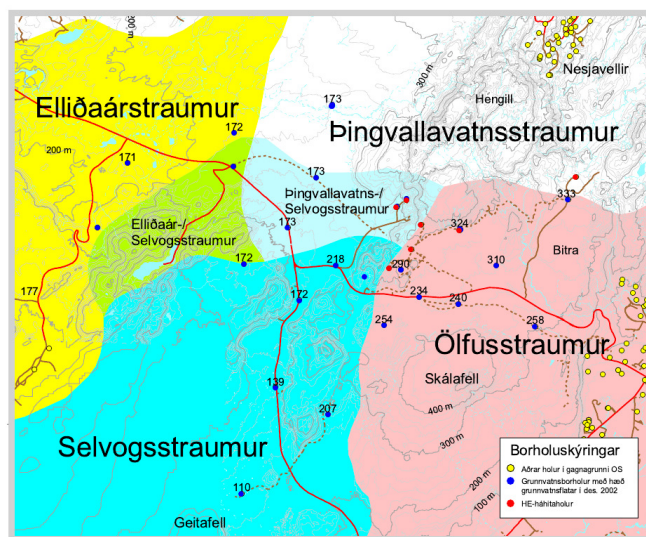 Nesjavellir
300 m
Hengill
173
Elliðaárstraumur
Þingvallavatnsstraumur
172
200 m
171
173
333
Þingvallavatns-/
Selvogsstraumur
Elliðaár-/
Selvogsstraumur
173
324
Bitra
172
218
290
310
177
172
234
240
254
258
Ölfusstraumur
Skálafell
139
400 m
207
300 m
Selvogsstraumur
200 m
100 m
110
Geitafell
Borholuskýringar
Aðrar holur í gagnagrunni OS
Grunnvatnsborholur með hæð
grunnvatnsflatar í des. 2002
HE-háhitaholur